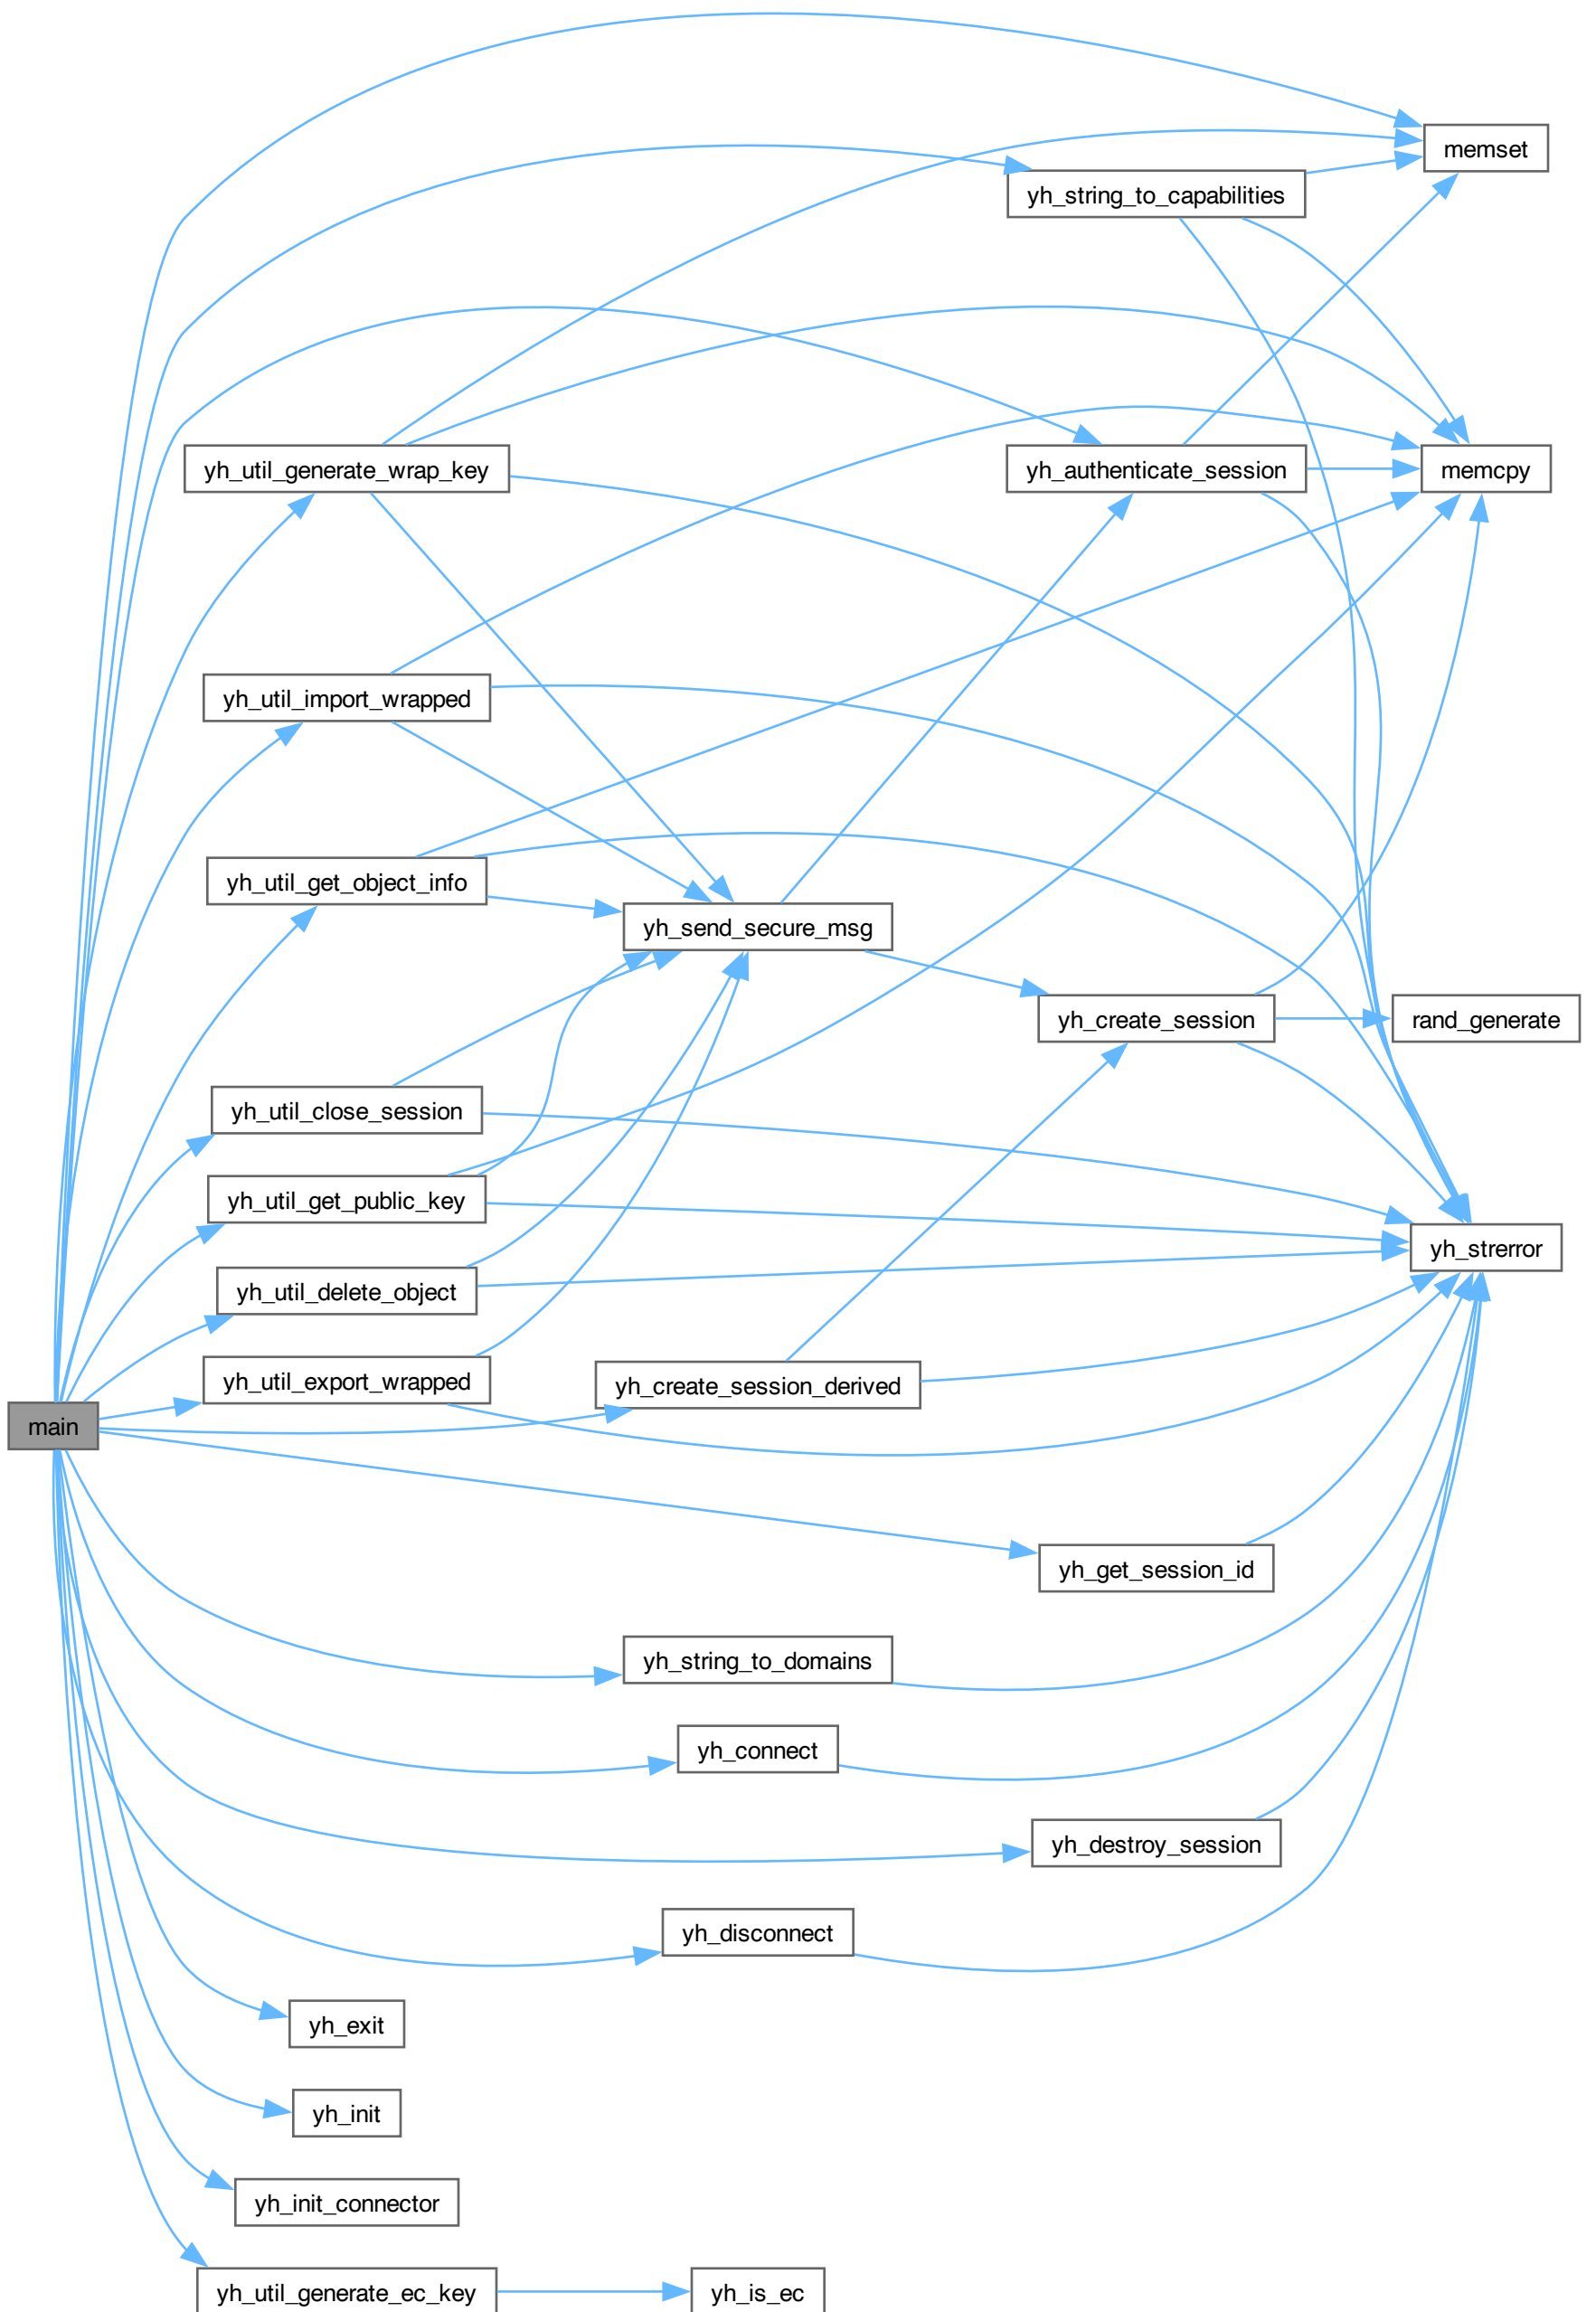 memset
yh_string_to_capabilities
yh_util_generate_wrap_key
yh_authenticate_session
memcpy
yh_util_import_wrapped
yh_util_get_object_info
yh_send_secure_msg
yh_create_session
rand_generate
yh_util_close_session
yh_util_get_public_key
yh_strerror
yh_util_delete_object
yh_util_export_wrapped
yh_create_session_derived
main
yh_get_session_id
yh_string_to_domains
yh_connect
yh_destroy_session
yh_disconnect
yh_exit
yh_init
yh_init_connector
yh_util_generate_ec_key
yh_is_ec